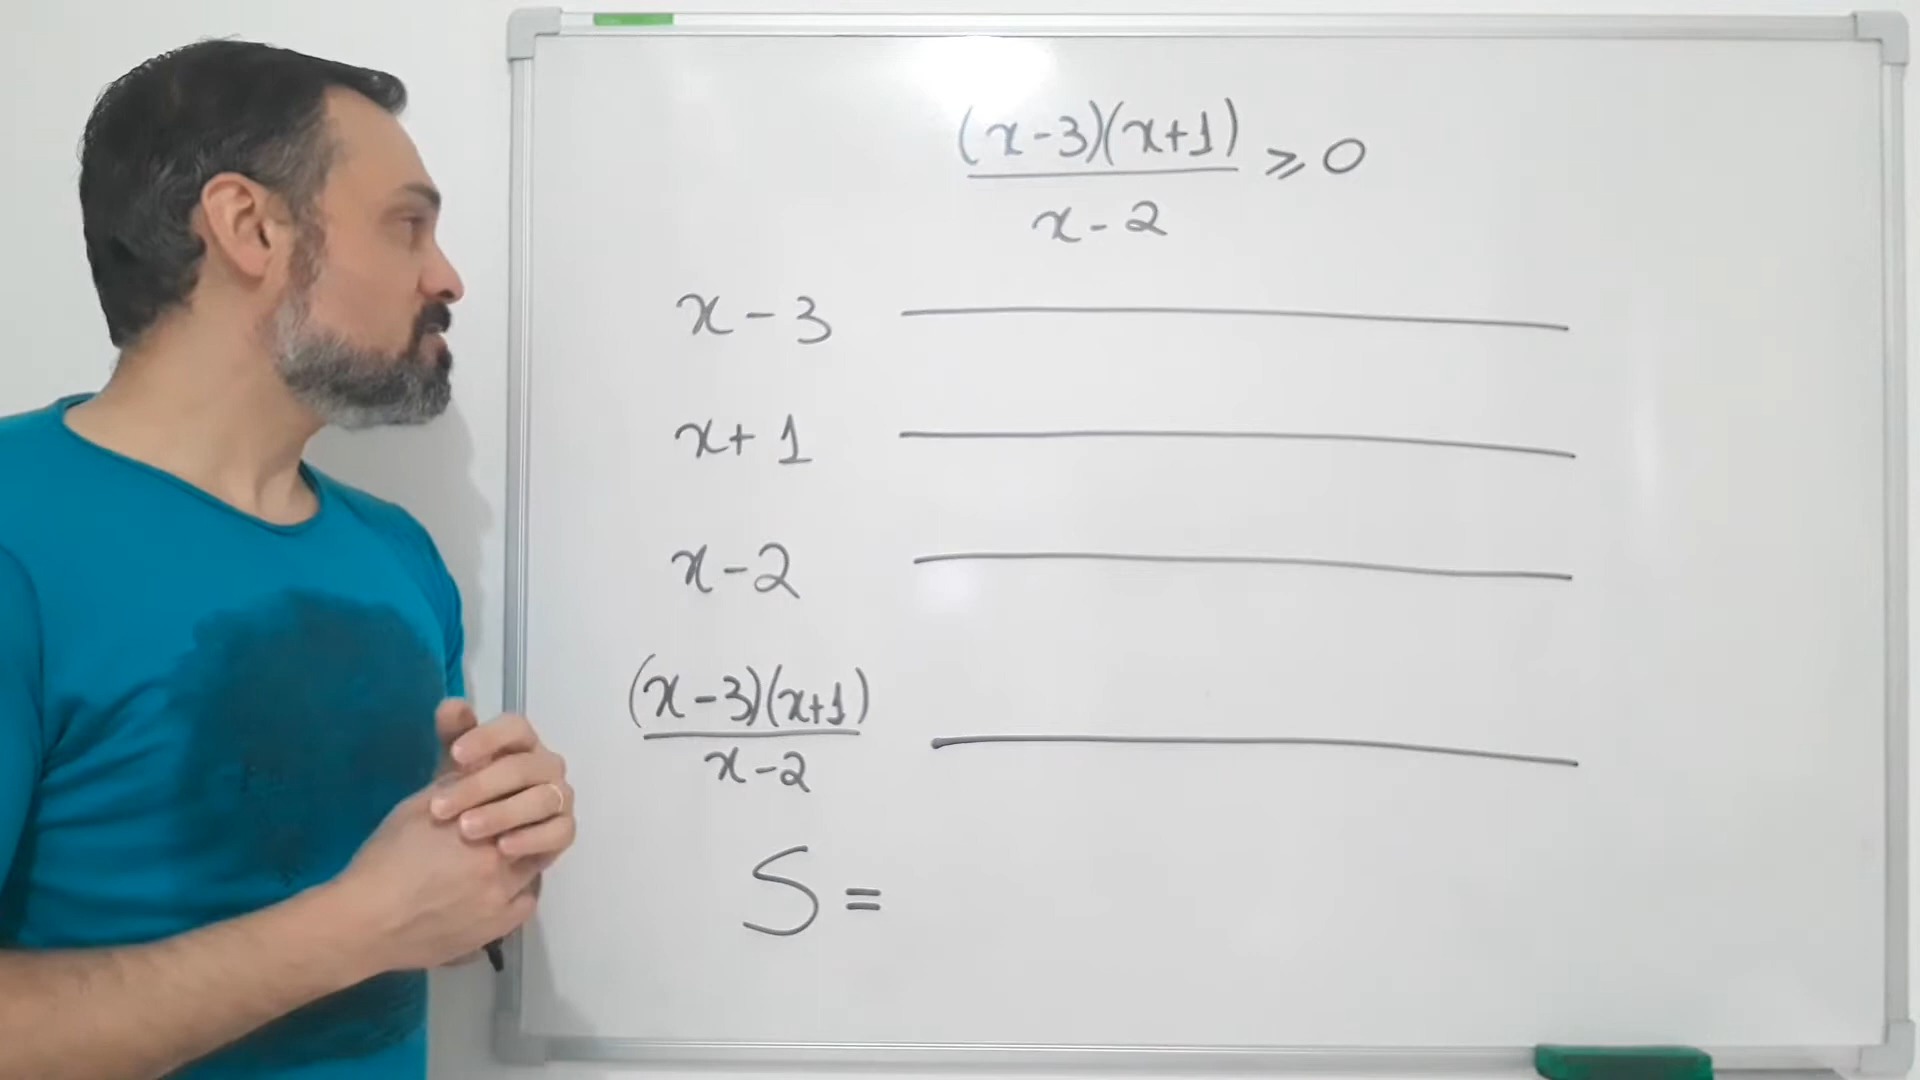 (x-3)(x+1)
x-2
⩾ 0
x-3
x+1
x-2
(x-3)(x+1)
x-2
S =